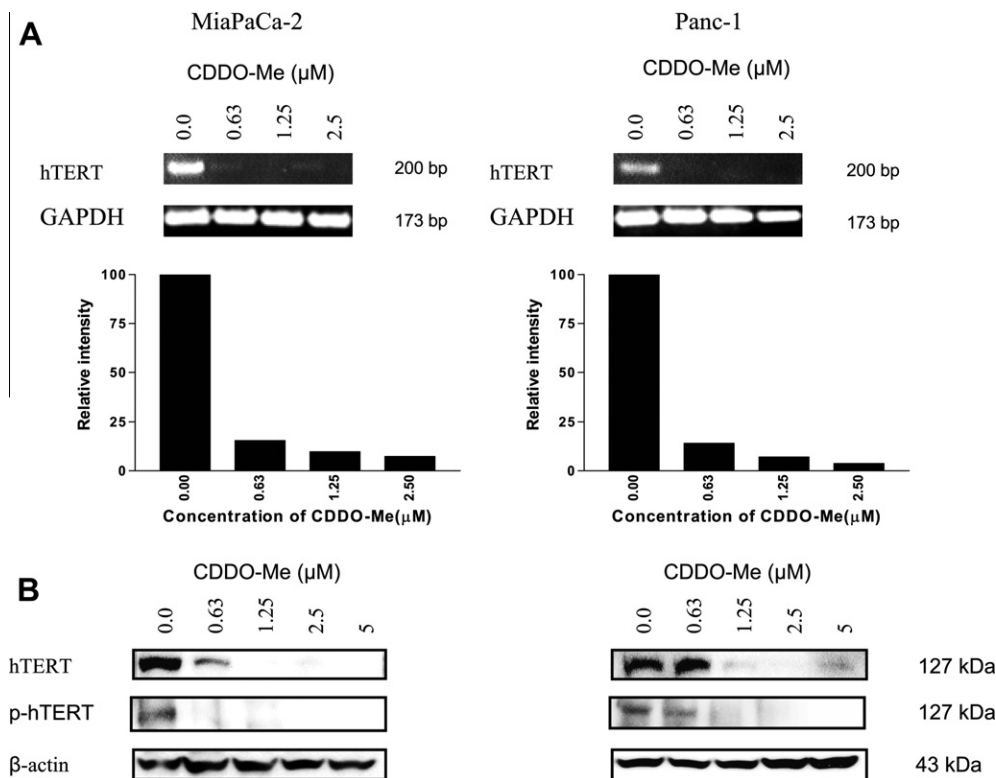 A
MiaPaCa-2
Panc-1
CDDO-Me (µM)
CDDO-Me (µM)
0.0 0.63 1.25 2.5
0.0 0.63 1.25 2.5
hTERT 200 bp
hTERT 200 bp
GAPDH 173 bp
GAPDH 173 bp
Relative intensity
100
75
50
25
0
0.00 0.63 1.25 2.50
Concentration of CDDO-Me(µM)
Relative intensity
100
75
50
25
0
0.00 0.63 1.25 2.50
Concentration of CDDO-Me(µM)
B
CDDO-Me (µM)
CDDO-Me (µM)
0.0 0.63 1.25 2.5 5
0.0 0.63 1.25 2.5 5
hTERT 127 kDa
p-hTERT 127 kDa
β-actin 43 kDa